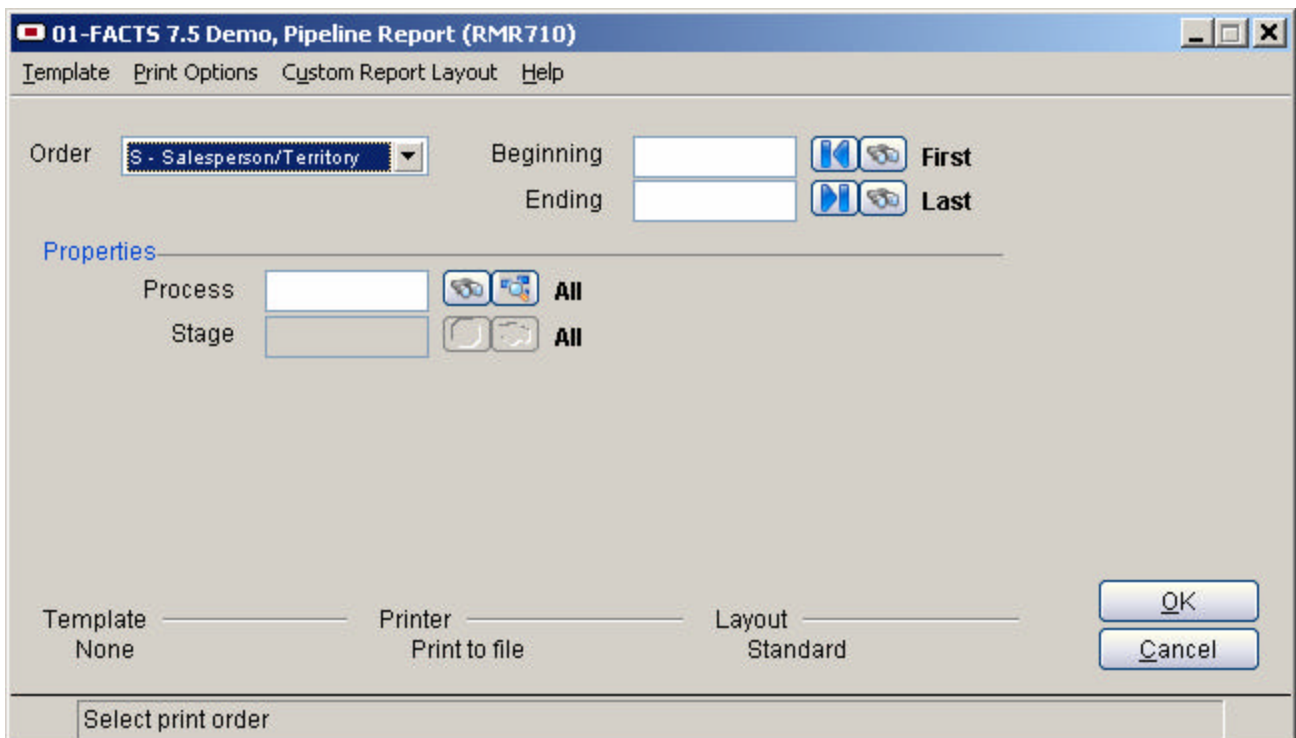 01-FACTS 7.5 Demo, Pipeline Report (RMR710)
Template Print Options Custom Report Layout Help
Order S - Salesperson/Territory Beginning First
Ending Last
Properties
Process All
Stage All
Template Printer Layout OK
None Print to file Standard Cancel
Select print order